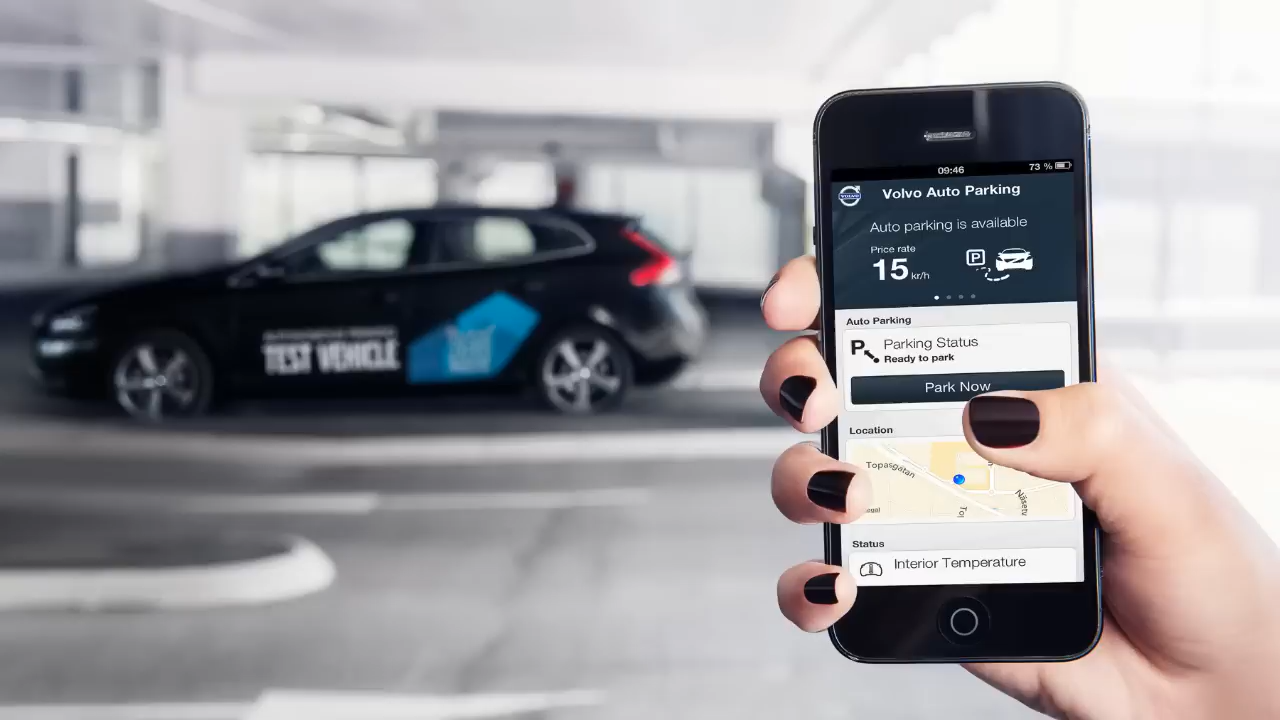 TEST VEHICLE
09:46
73 %
VOLVO
Volvo Auto Parking
Auto parking is available
Price rate
15 kr/h
P
Auto Parking
P
Parking Status
Ready to park
Park Now
Location
Topasgatan
Status
Interior Temperature